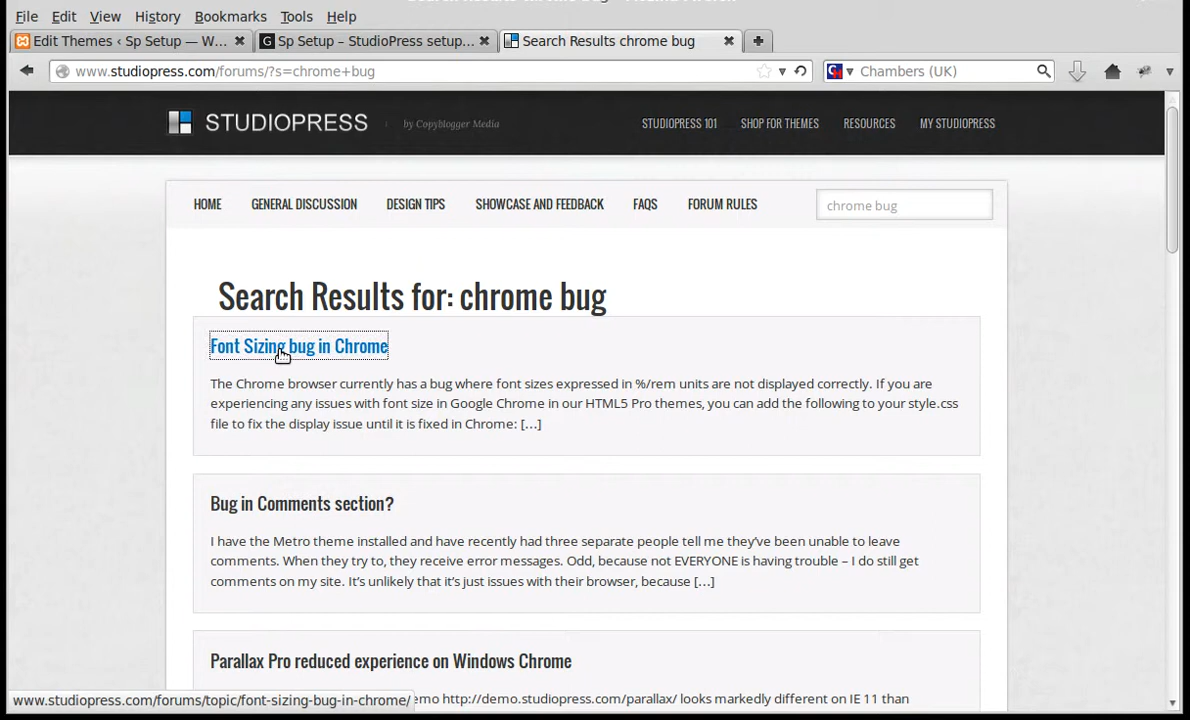 File Edit View History Bookmarks Tools Help
Edit Themes ‹ Sp Setup — W... Sp Setup – StudioPress setup... Search Results chrome bug
www.studiopress.com/forums/?s=chrome+bug Chambers (UK)
STUDIOPRESS by Copyblogger Media STUDIOPRESS 101 SHOP FOR THEMES RESOURCES MY STUDIOPRESS
HOME GENERAL DISCUSSION DESIGN TIPS SHOWCASE AND FEEDBACK FAQS FORUM RULES chrome bug
Search Results for: chrome bug
Font Sizing bug in Chrome
The Chrome browser currently has a bug where font sizes expressed in %/rem units are not displayed correctly. If you are
experiencing any issues with font size in Google Chrome in our HTML5 Pro themes, you can add the following to your style.css
file to fix the display issue until it is fixed in Chrome: […]
Bug in Comments section?
I have the Metro theme installed and have recently had three separate people tell me they've been unable to leave
comments. When they try to, they receive error messages. Odd, because not EVERYONE is having trouble – I do still get
comments on my site. It's unlikely that it's just issues with their browser, because […]
Parallax Pro reduced experience on Windows Chrome
www.studiopress.com/forums/topic/font-sizing-bug-in-chrome/ emo http://demo.studiopress.com/parallax/ looks markedly different on IE 11 than